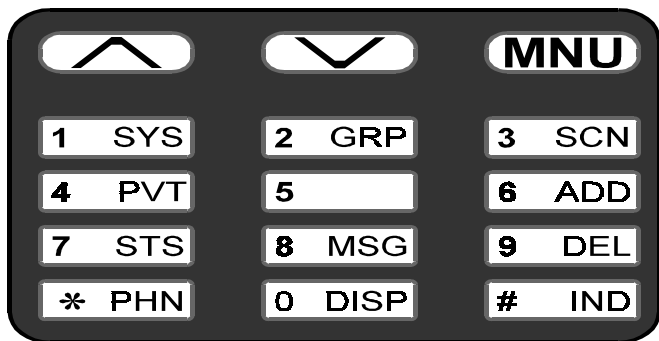 MNU
1 SYS 2 GRP 3 SCN
4 PVT 5 6 ADD
7 STS 8 MSG 9 DEL
* PHN 0 DISP # IND